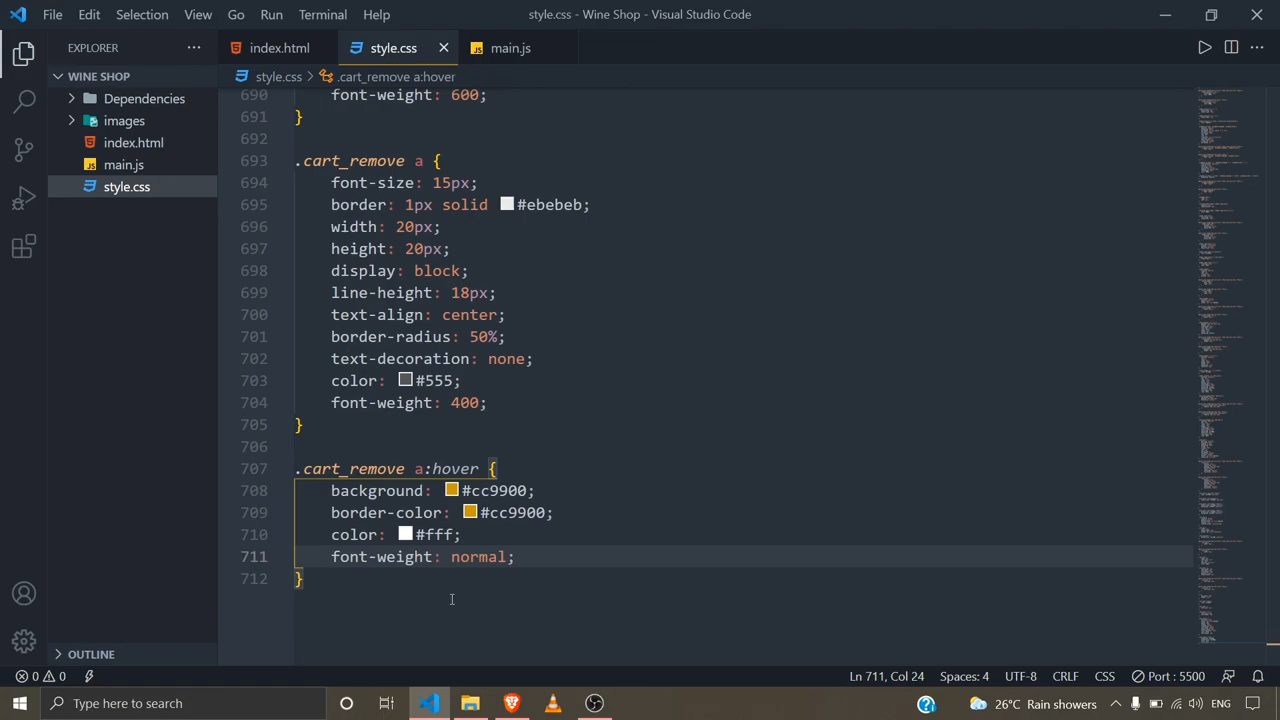 File Edit Selection View Go Run Terminal Help
style.css - Wine Shop - Visual Studio Code
EXPLORER
index.html
style.css
main.js
WINE SHOP
style.css > .cart_remove a:hover
Dependencies
images
index.html
main.js
style.css
690 font-weight: 600;
691 }
692
693 .cart_remove a {
694 font-size: 15px;
695 border: 1px solid #ebebeb;
696 width: 20px;
697 height: 20px;
698 display: block;
699 line-height: 18px;
700 text-align: center;
701 border-radius: 50%;
702 text-decoration: none;
703 color: #555;
704 font-weight: 400;
705 }
706
707 .cart_remove a:hover {
708 background: #cc9900;
709 border-color: #cc9900;
710 color: #fff;
711 font-weight: normal;
712 }
OUTLINE
0 0
Ln 711, Col 24 Spaces: 4 UTF-8 CRLF CSS Port : 5500
Type here to search
26°C Rain showers
ENG